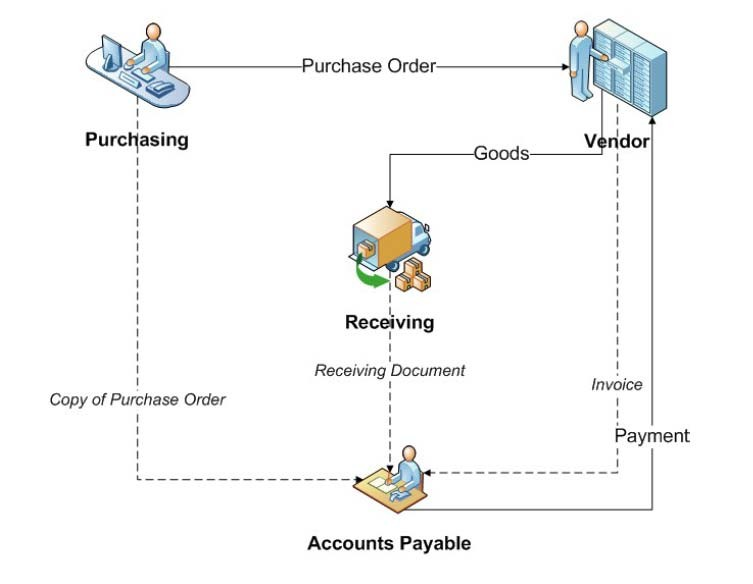 Purchase Order
Purchasing
Vendor
Goods
Receiving
Receiving Document
Invoice
Copy of Purchase Order
Payment
Accounts Payable